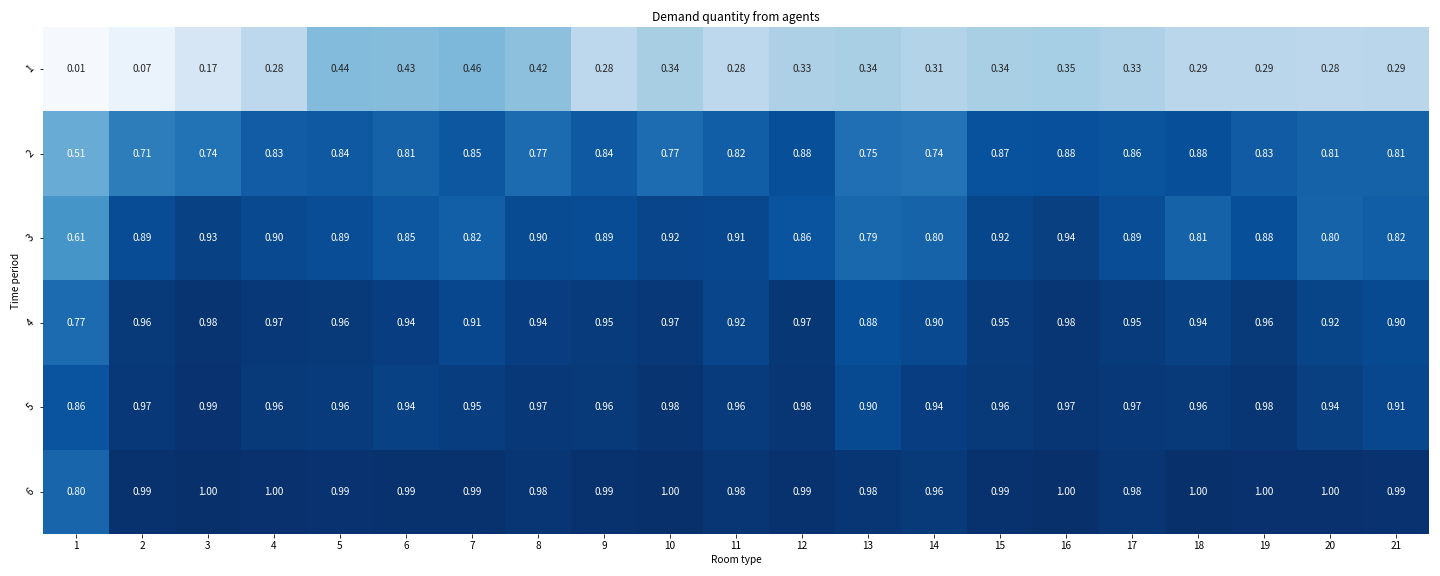 Demand quantity from agents
1 0.01 0.07 0.17 0.28 0.44 0.43 0.46 0.42 0.28 0.34 0.28 0.33 0.34 0.31 0.34 0.35 0.33 0.29 0.29 0.28 0.29
2 0.51 0.71 0.74 0.83 0.84 0.81 0.85 0.77 0.84 0.77 0.82 0.88 0.75 0.74 0.87 0.88 0.86 0.88 0.83 0.81 0.81
3 0.61 0.89 0.93 0.90 0.89 0.85 0.82 0.90 0.89 0.92 0.91 0.86 0.79 0.80 0.92 0.94 0.89 0.81 0.88 0.80 0.82
Time period
4 0.77 0.96 0.98 0.97 0.96 0.94 0.91 0.94 0.95 0.97 0.92 0.97 0.88 0.90 0.95 0.98 0.95 0.94 0.96 0.92 0.90
5 0.86 0.97 0.99 0.96 0.96 0.94 0.95 0.97 0.96 0.98 0.96 0.98 0.90 0.94 0.96 0.97 0.97 0.96 0.98 0.94 0.91
6 0.80 0.99 1.00 1.00 0.99 0.99 0.99 0.98 0.99 1.00 0.98 0.99 0.98 0.96 0.99 1.00 0.98 1.00 1.00 1.00 0.99
1 2 3 4 5 6 7 8 9 10 11 12 13 14 15 16 17 18 19 20 21
Room type